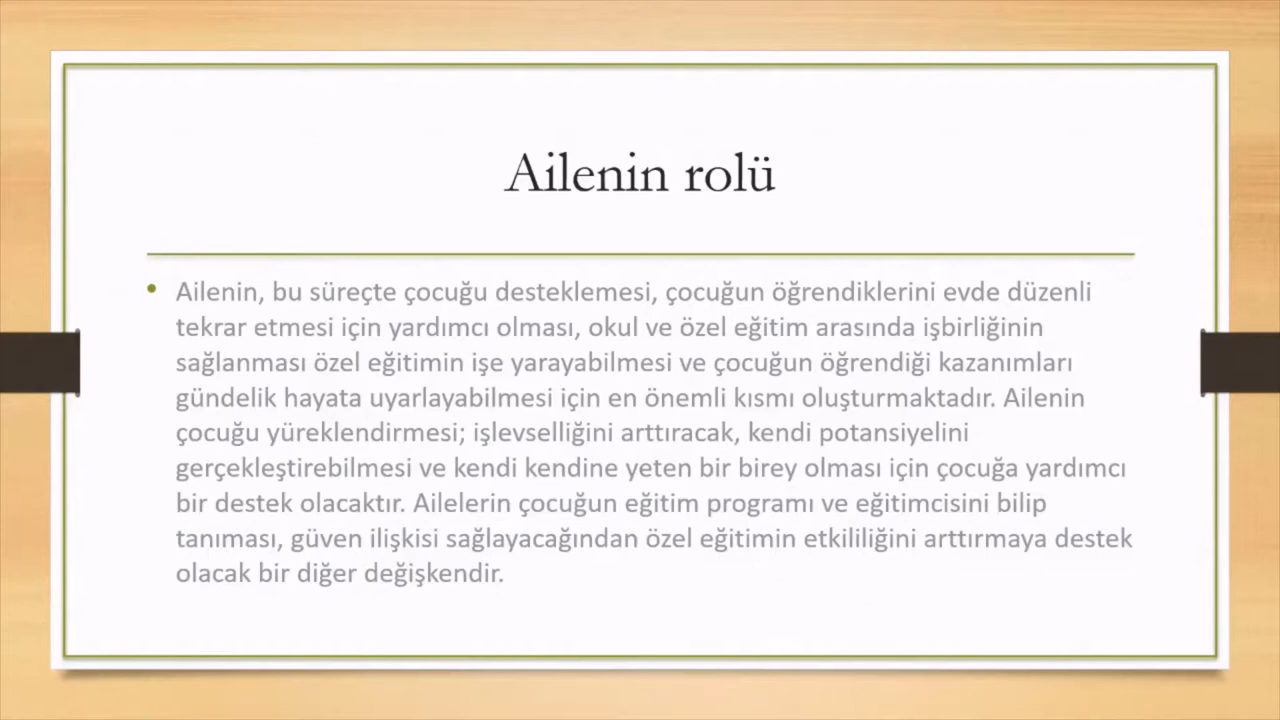 Ailenin rolü
• Ailenin, bu süreçte çocuğu desteklemesi, çocuğun öğrendiklerini evde düzenli
tekrar etmesi için yardımcı olması, okul ve özel eğitim arasında işbirliğinin
sağlanması özel eğitimin işe yarayabilmesi ve çocuğun öğrendiği kazanımları
gündelik hayata uyarlayabilmesi için en önemli kısmı oluşturmaktadır. Ailenin
çocuğu yüreklendirmesi; işlevselliğini arttıracak, kendi potansiyelini
gerçekleştirebilmesi ve kendi kendine yeten bir birey olması için çocuğa yardımcı
bir destek olacaktır. Ailelerin çocuğun eğitim programı ve eğitimcisini bilip
tanıması, güven ilişkisi sağlayacağından özel eğitimin etkililiğini arttırmaya destek
olacak bir diğer değişkendir.